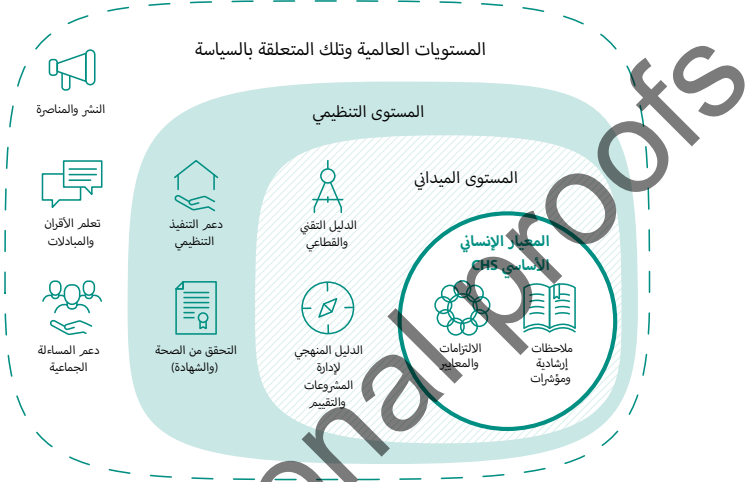 المستويات العالمية وتلك المتعلقة بالسياسة
المستوى التنظيمي
المستوى الميداني
المعيار الإنساني
الأساسي CHS
ملاحظات
إرشادية
ومؤشرات
الالتزامات
والمعايير
الدليل التقني
والقطاعي
الدليل المنهجي
لإدارة
المشروعات
والتقييم
دعم التنفيذ
التنظيمي
التحقق من الصحة
(والشهادة)
النشر والمناصرة
تعلم الأقران
والمبادلات
دعم المساءلة
الجماعية
onal proofs